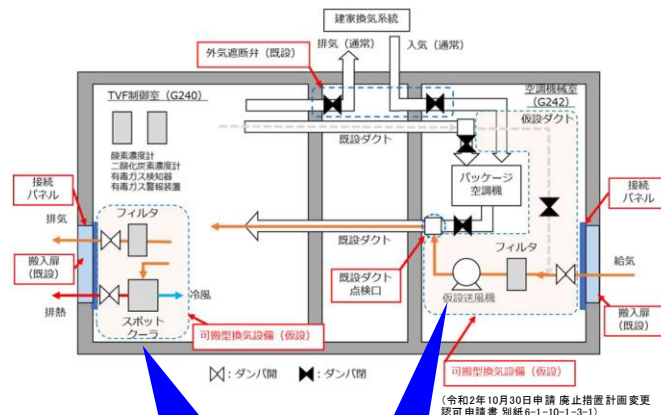 建家換気系統
外気遮断弁(既設)
排気(通常)
入気(通常)
TVF制御室(G240)
空調機械室
(G242)
仮設ダクト
既設ダクト
酸素濃度計
二酸化炭素濃度計
有毒ガス検知器
有毒ガス警報装置
パッケージ
空調機
接続
パネル
接続
パネル
排気
フィルタ
既設ダクト
フィルタ
給気
搬入扉
(既設)
冷風
既設ダクト
点検口
仮設送風機
排熱
スポット
クーラ
搬入扉
(既設)
可搬型換気設備(仮設)
可搬型換気設備(仮設)
:ダンパ開
:ダンパ閉
(令和2年10月30日申請 廃止措置計画変更
認可申請書 別紙6-1-10-1-3-1)